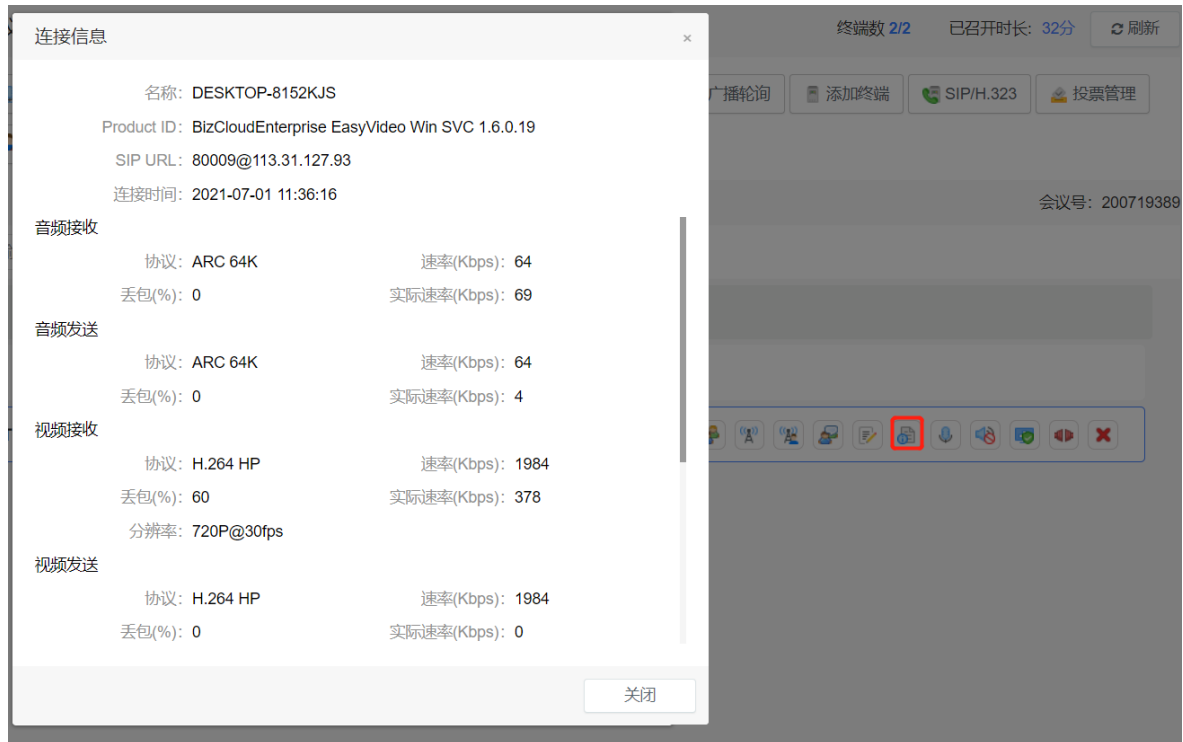 连接信息
×
终端数 2/2 已召开时长: 32分 刷新
名称: DESKTOP-8152KJS
广播轮询 添加终端 SIP/H.323 投票管理
Product ID: BizCloudEnterprise EasyVideo Win SVC 1.6.0.19
SIP URL: 80009@113.31.127.93
连接时间: 2021-07-01 11:36:16
会议号: 200719389
音频接收
协议: ARC 64K 速率(Kbps): 64
丢包(%): 0 实际速率(Kbps): 69
音频发送
协议: ARC 64K 速率(Kbps): 64
丢包(%): 0 实际速率(Kbps): 4
视频接收
协议: H.264 HP 速率(Kbps): 1984
丢包(%): 60 实际速率(Kbps): 378
分辨率: 720P@30fps
视频发送
协议: H.264 HP 速率(Kbps): 1984
丢包(%): 0 实际速率(Kbps): 0
关闭